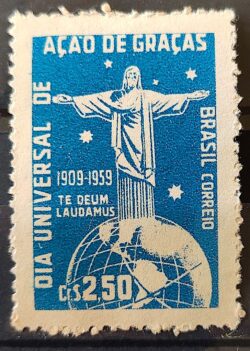 DIA UNIVERSAL DE
AÇÃO DE GRAÇAS
BRASIL CORREIO
1909-1959
TE DEUM
LAUDAMUS
CR$ 2,50